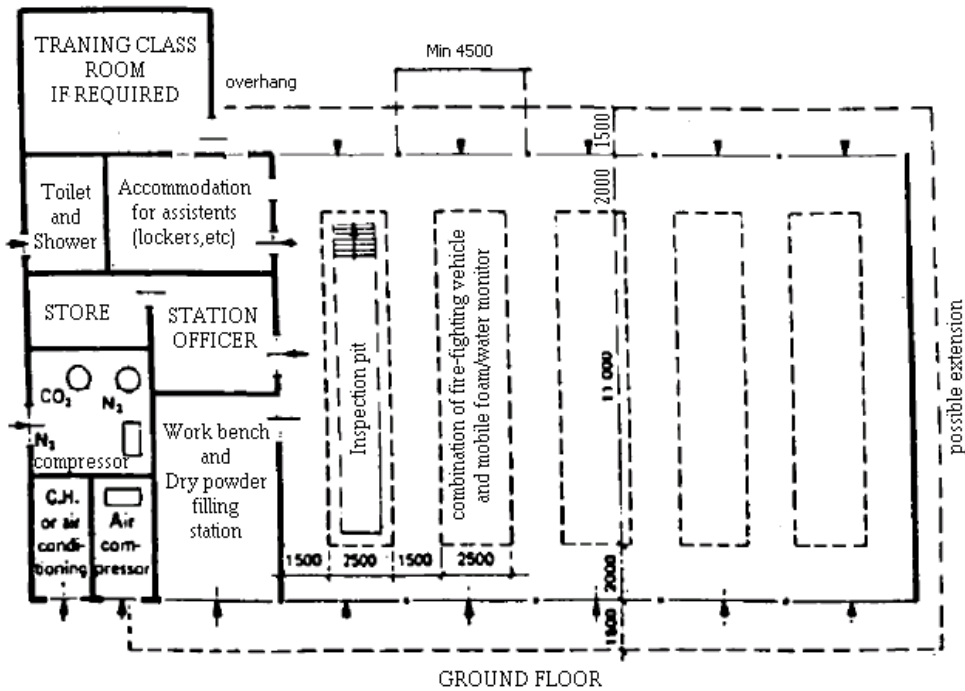 TRANING CLASS
ROOM
IF REQUIRED
overhang
Min 4500
1500
2000
Toilet
and
Shower
Accommodation
for assistents
(lockers,etc)
STORE
STATION
OFFICER
CO₂
N₂
N₂
compressor
C.H.
or air
condi-
tioning
Air
com-
pressor
Work bench
and
Dry powder
filling
station
Inspection pit
combination of fire-fighting vehicle
and mobile foam/water monitor
11 000
possible extension
1500
2500
1500
2500
2000
1500
GROUND FLOOR